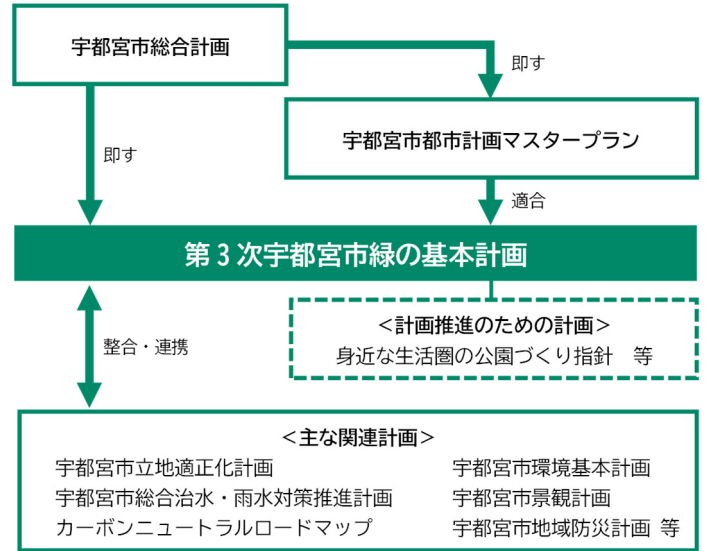 宇都宮市総合計画
即す
宇都宮市都市計画マスタープラン
即す
適合
第3次宇都宮市緑の基本計画
＜計画推進のための計画＞
身近な生活圏の公園づくり指針　等
整合・連携
＜主な関連計画＞
宇都宮市立地適正化計画
宇都宮市環境基本計画
宇都宮市総合治水・雨水対策推進計画
宇都宮市景観計画
カーボンニュートラルロードマップ
宇都宮市地域防災計画 等